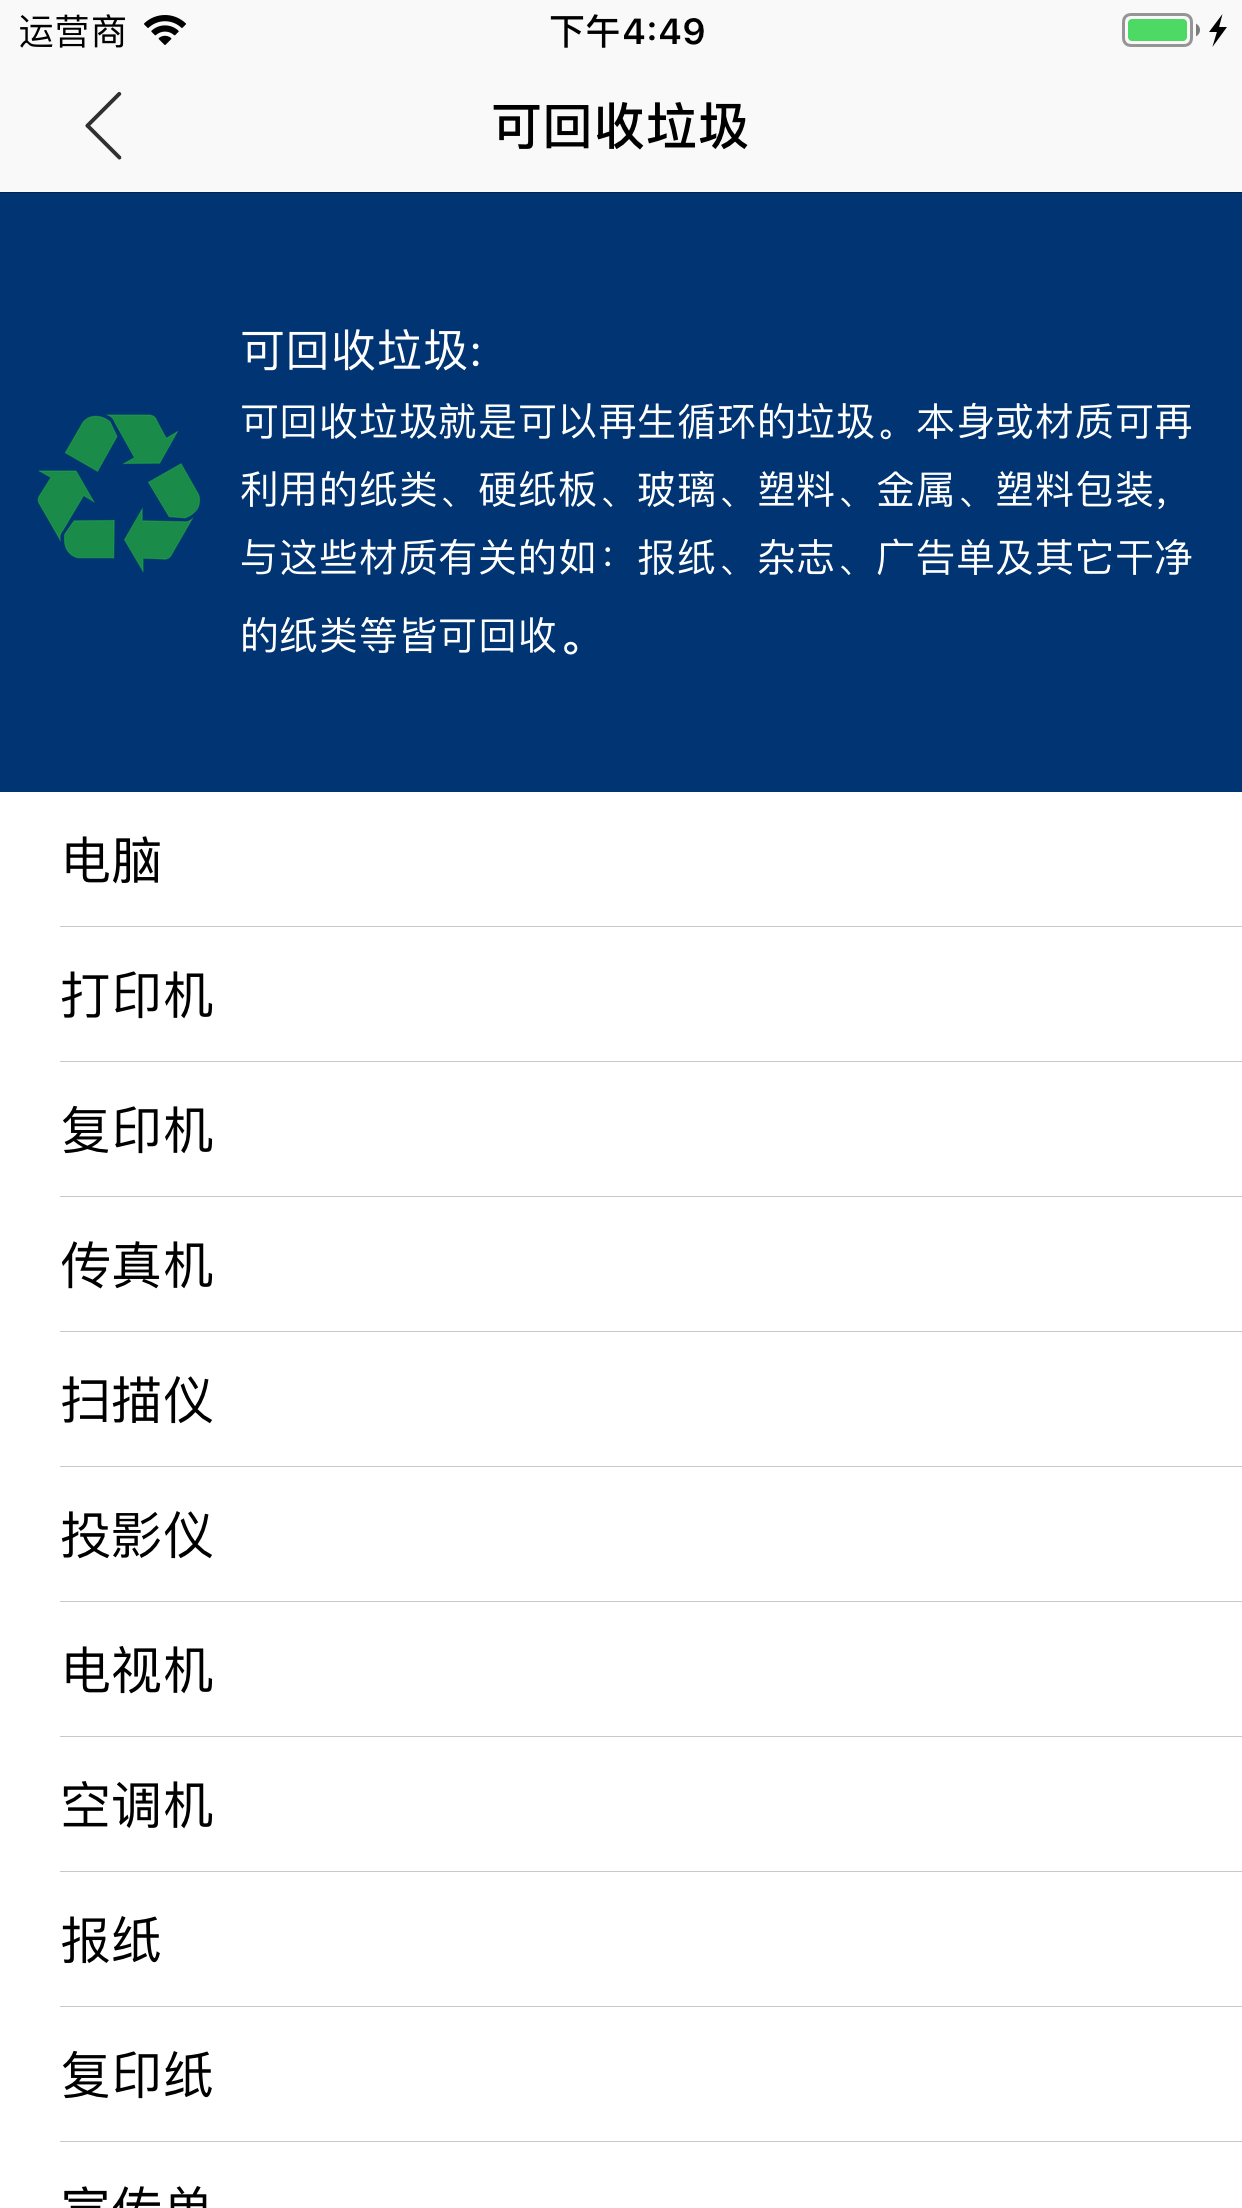 运营商 下午4:49
可回收垃圾
可回收垃圾:
可回收垃圾就是可以再生循环的垃圾。本身或材质可再
利用的纸类、硬纸板、玻璃、塑料、金属、塑料包装，
与这些材质有关的如：报纸、杂志、广告单及其它干净
的纸类等皆可回收。
电脑
打印机
复印机
传真机
扫描仪
投影仪
电视机
空调机
报纸
复印纸
宣传单